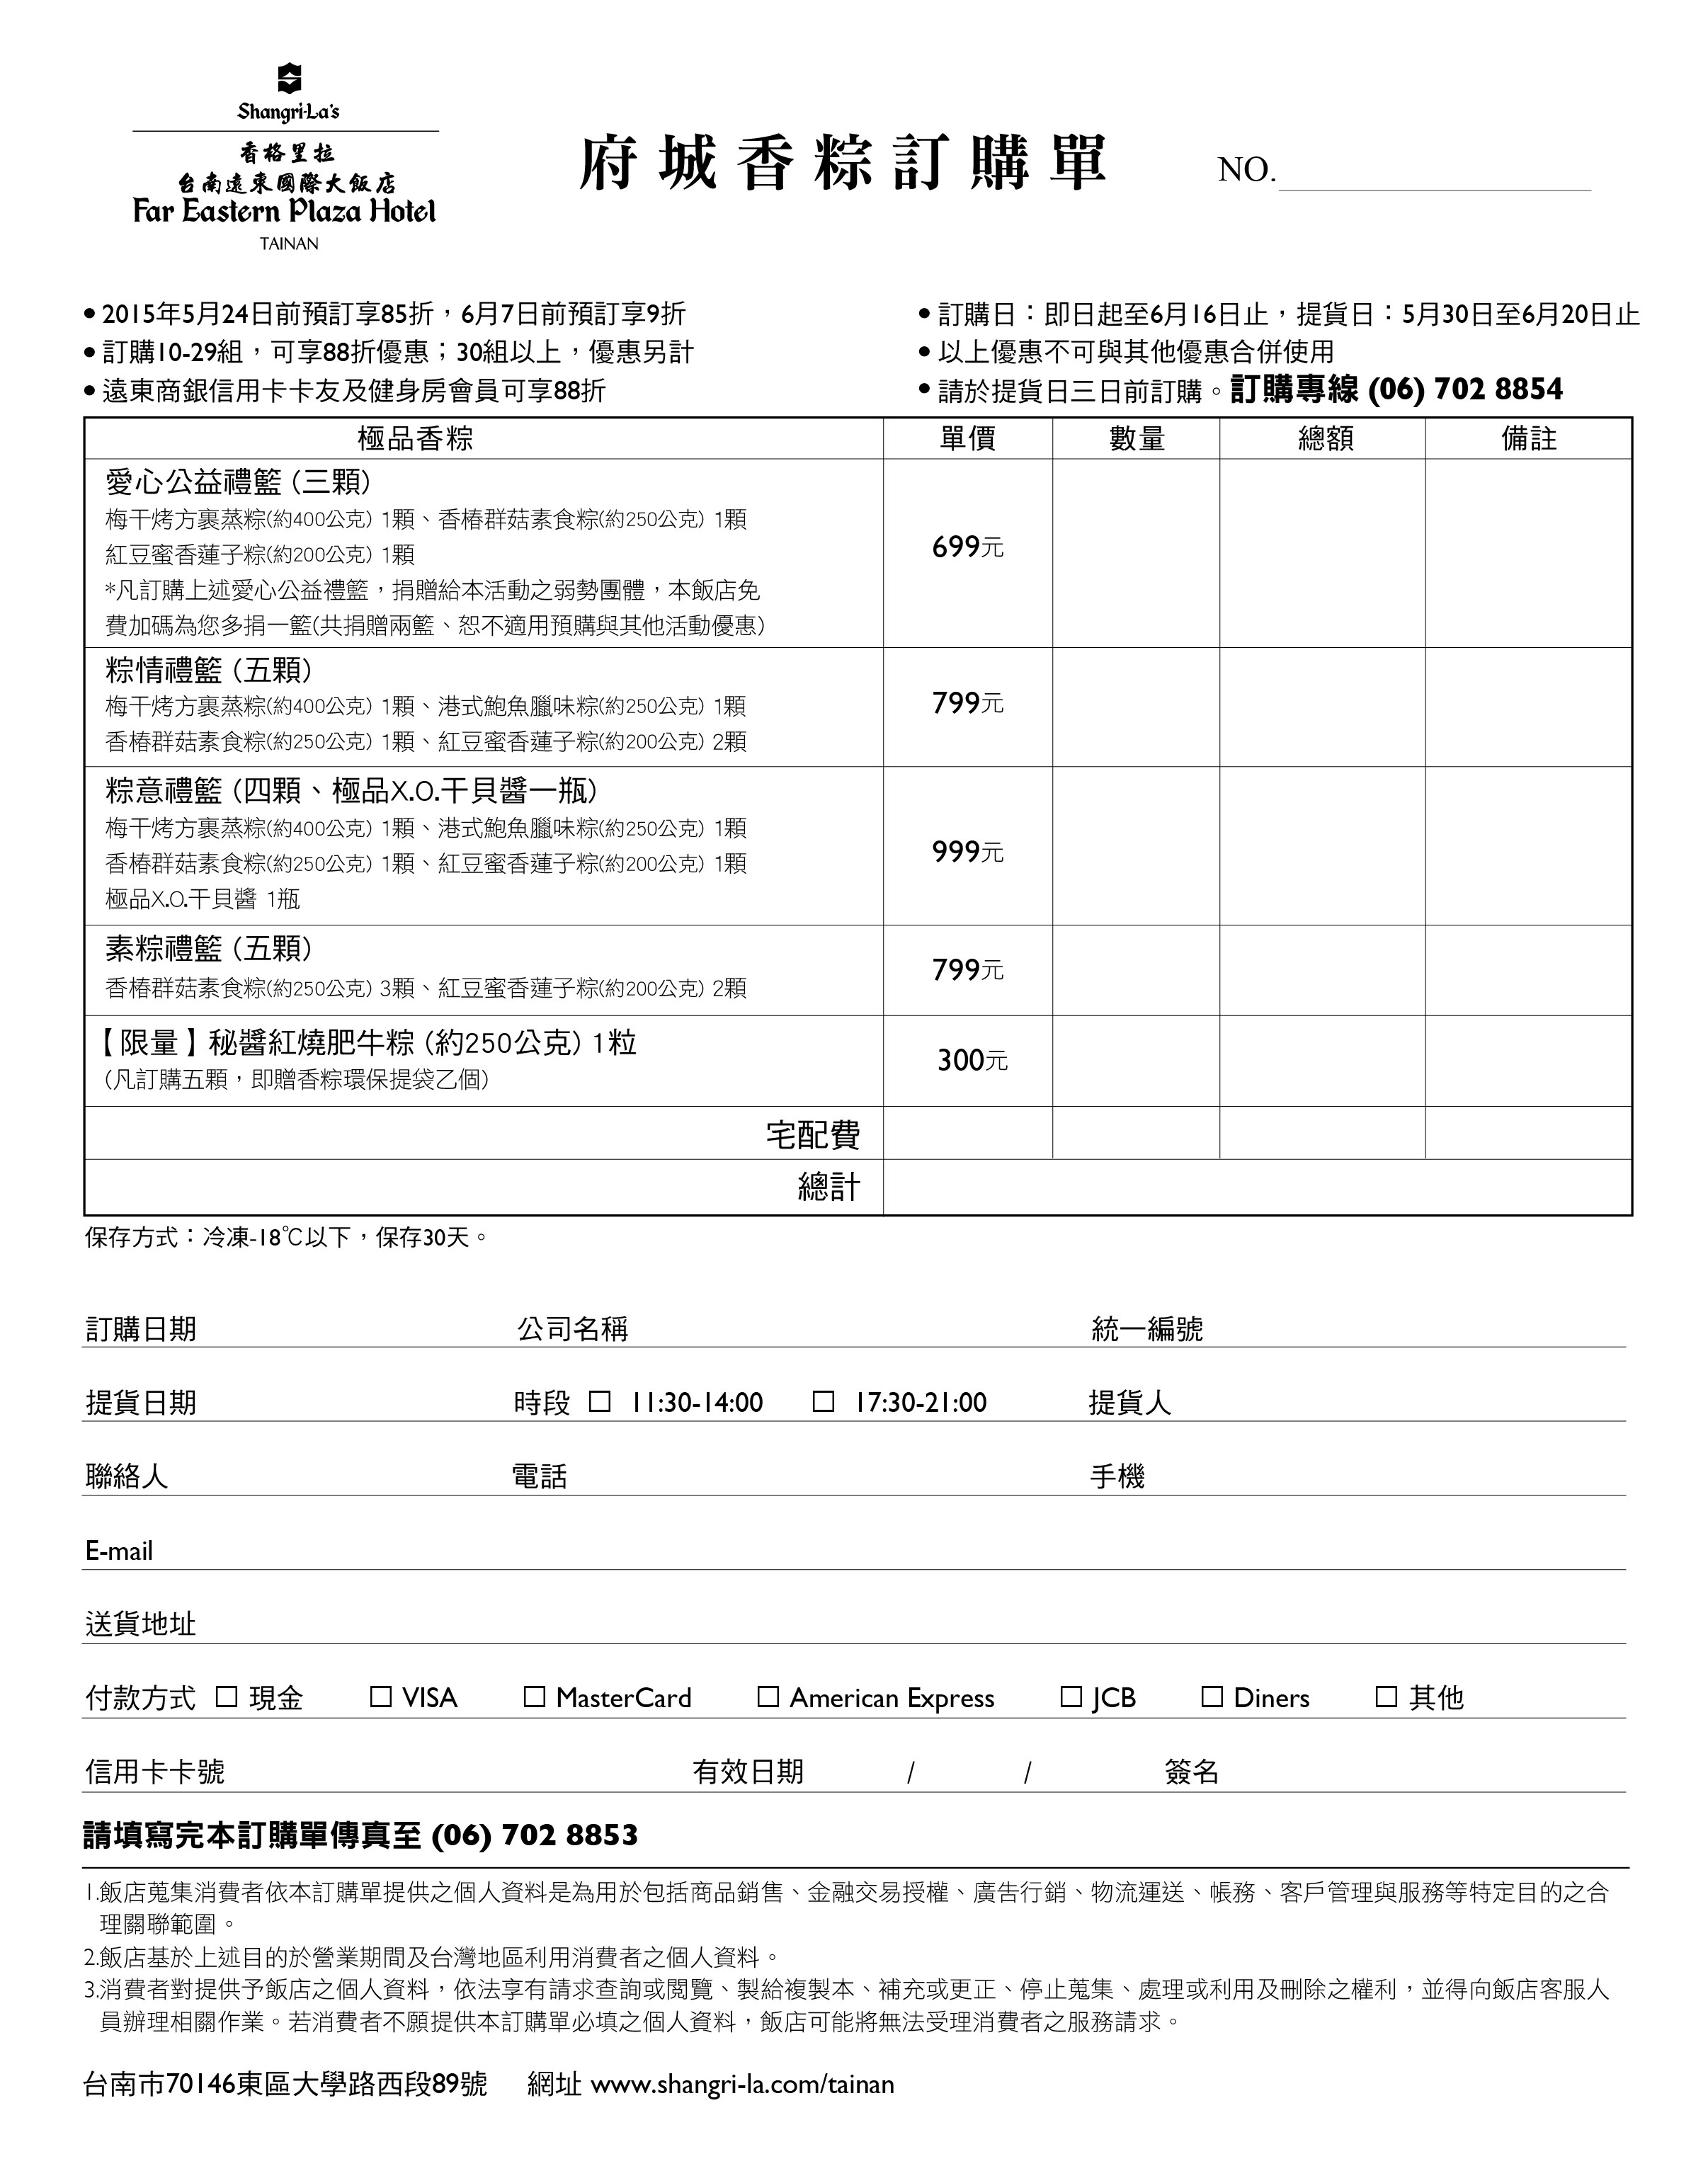 Shangri-La's
香格里拉
台南遠東國際大飯店
Far Eastern Plaza Hotel
TAINAN
府城香粽訂購單
NO.
• 2015年5月24日前預訂享85折，6月7日前預訂享9折
• 訂購10-29組，可享88折優惠；30組以上，優惠另計
• 遠東商銀信用卡卡友及健身房會員可享88折
• 訂購日：即日起至6月16日止，提貨日：5月30日至6月20日止
• 以上優惠不可與其他優惠合併使用
• 請於提貨日三日前訂購。訂購專線 (06) 702 8854
極品香粽 單價 數量 總額 備註
愛心公益禮籃 (三顆)
梅干烤方裏蒸粽(約400公克) 1顆、香椿群菇素食粽(約250公克) 1顆
紅豆蜜香蓮子粽(約200公克) 1顆
*凡訂購上述愛心公益禮籃，捐贈給本活動之弱勢團體，本飯店免
費加碼為您多捐一籃(共捐贈兩籃、恕不適用預購與其他活動優惠)
699元
粽情禮籃 (五顆)
梅干烤方裏蒸粽(約400公克) 1顆、港式鮑魚臘味粽(約250公克) 1顆
香椿群菇素食粽(約250公克) 1顆、紅豆蜜香蓮子粽(約200公克) 2顆
799元
粽意禮籃 (四顆、極品X.O.干貝醬一瓶)
梅干烤方裏蒸粽(約400公克) 1顆、港式鮑魚臘味粽(約250公克) 1顆
香椿群菇素食粽(約250公克) 1顆、紅豆蜜香蓮子粽(約200公克) 1顆
極品X.O.干貝醬 1瓶
999元
素粽禮籃 (五顆)
香椿群菇素食粽(約250公克) 3顆、紅豆蜜香蓮子粽(約200公克) 2顆
799元
【限量】秘醬紅燒肥牛粽 (約250公克) 1粒
(凡訂購五顆，即贈香粽環保提袋乙個)
300元
宅配費
總計
保存方式：冷凍-18℃以下，保存30天。
訂購日期 公司名稱 統一編號
提貨日期 時段 □ 11:30-14:00 □ 17:30-21:00 提貨人
聯絡人 電話 手機
E-mail
送貨地址
付款方式 □ 現金 □ VISA □ MasterCard □ American Express □ JCB □ Diners □ 其他
信用卡卡號 有效日期 / / 簽名
請填寫完本訂購單傳真至 (06) 702 8853
1.飯店蒐集消費者依本訂購單提供之個人資料是為用於包括商品銷售、金融交易授權、廣告行銷、物流運送、帳務、客戶管理與服務等特定目的之合
理關聯範圍。
2.飯店基於上述目的於營業期間及台灣地區利用消費者之個人資料。
3.消費者對提供予飯店之個人資料，依法享有請求查詢或閱覽、製給複製本、補充或更正、停止蒐集、處理或利用及刪除之權利，並得向飯店客服人
員辦理相關作業。若消費者不願提供本訂購單必填之個人資料，飯店可能將無法受理消費者之服務請求。
台南市70146東區大學路西段89號 網址 www.shangri-la.com/tainan